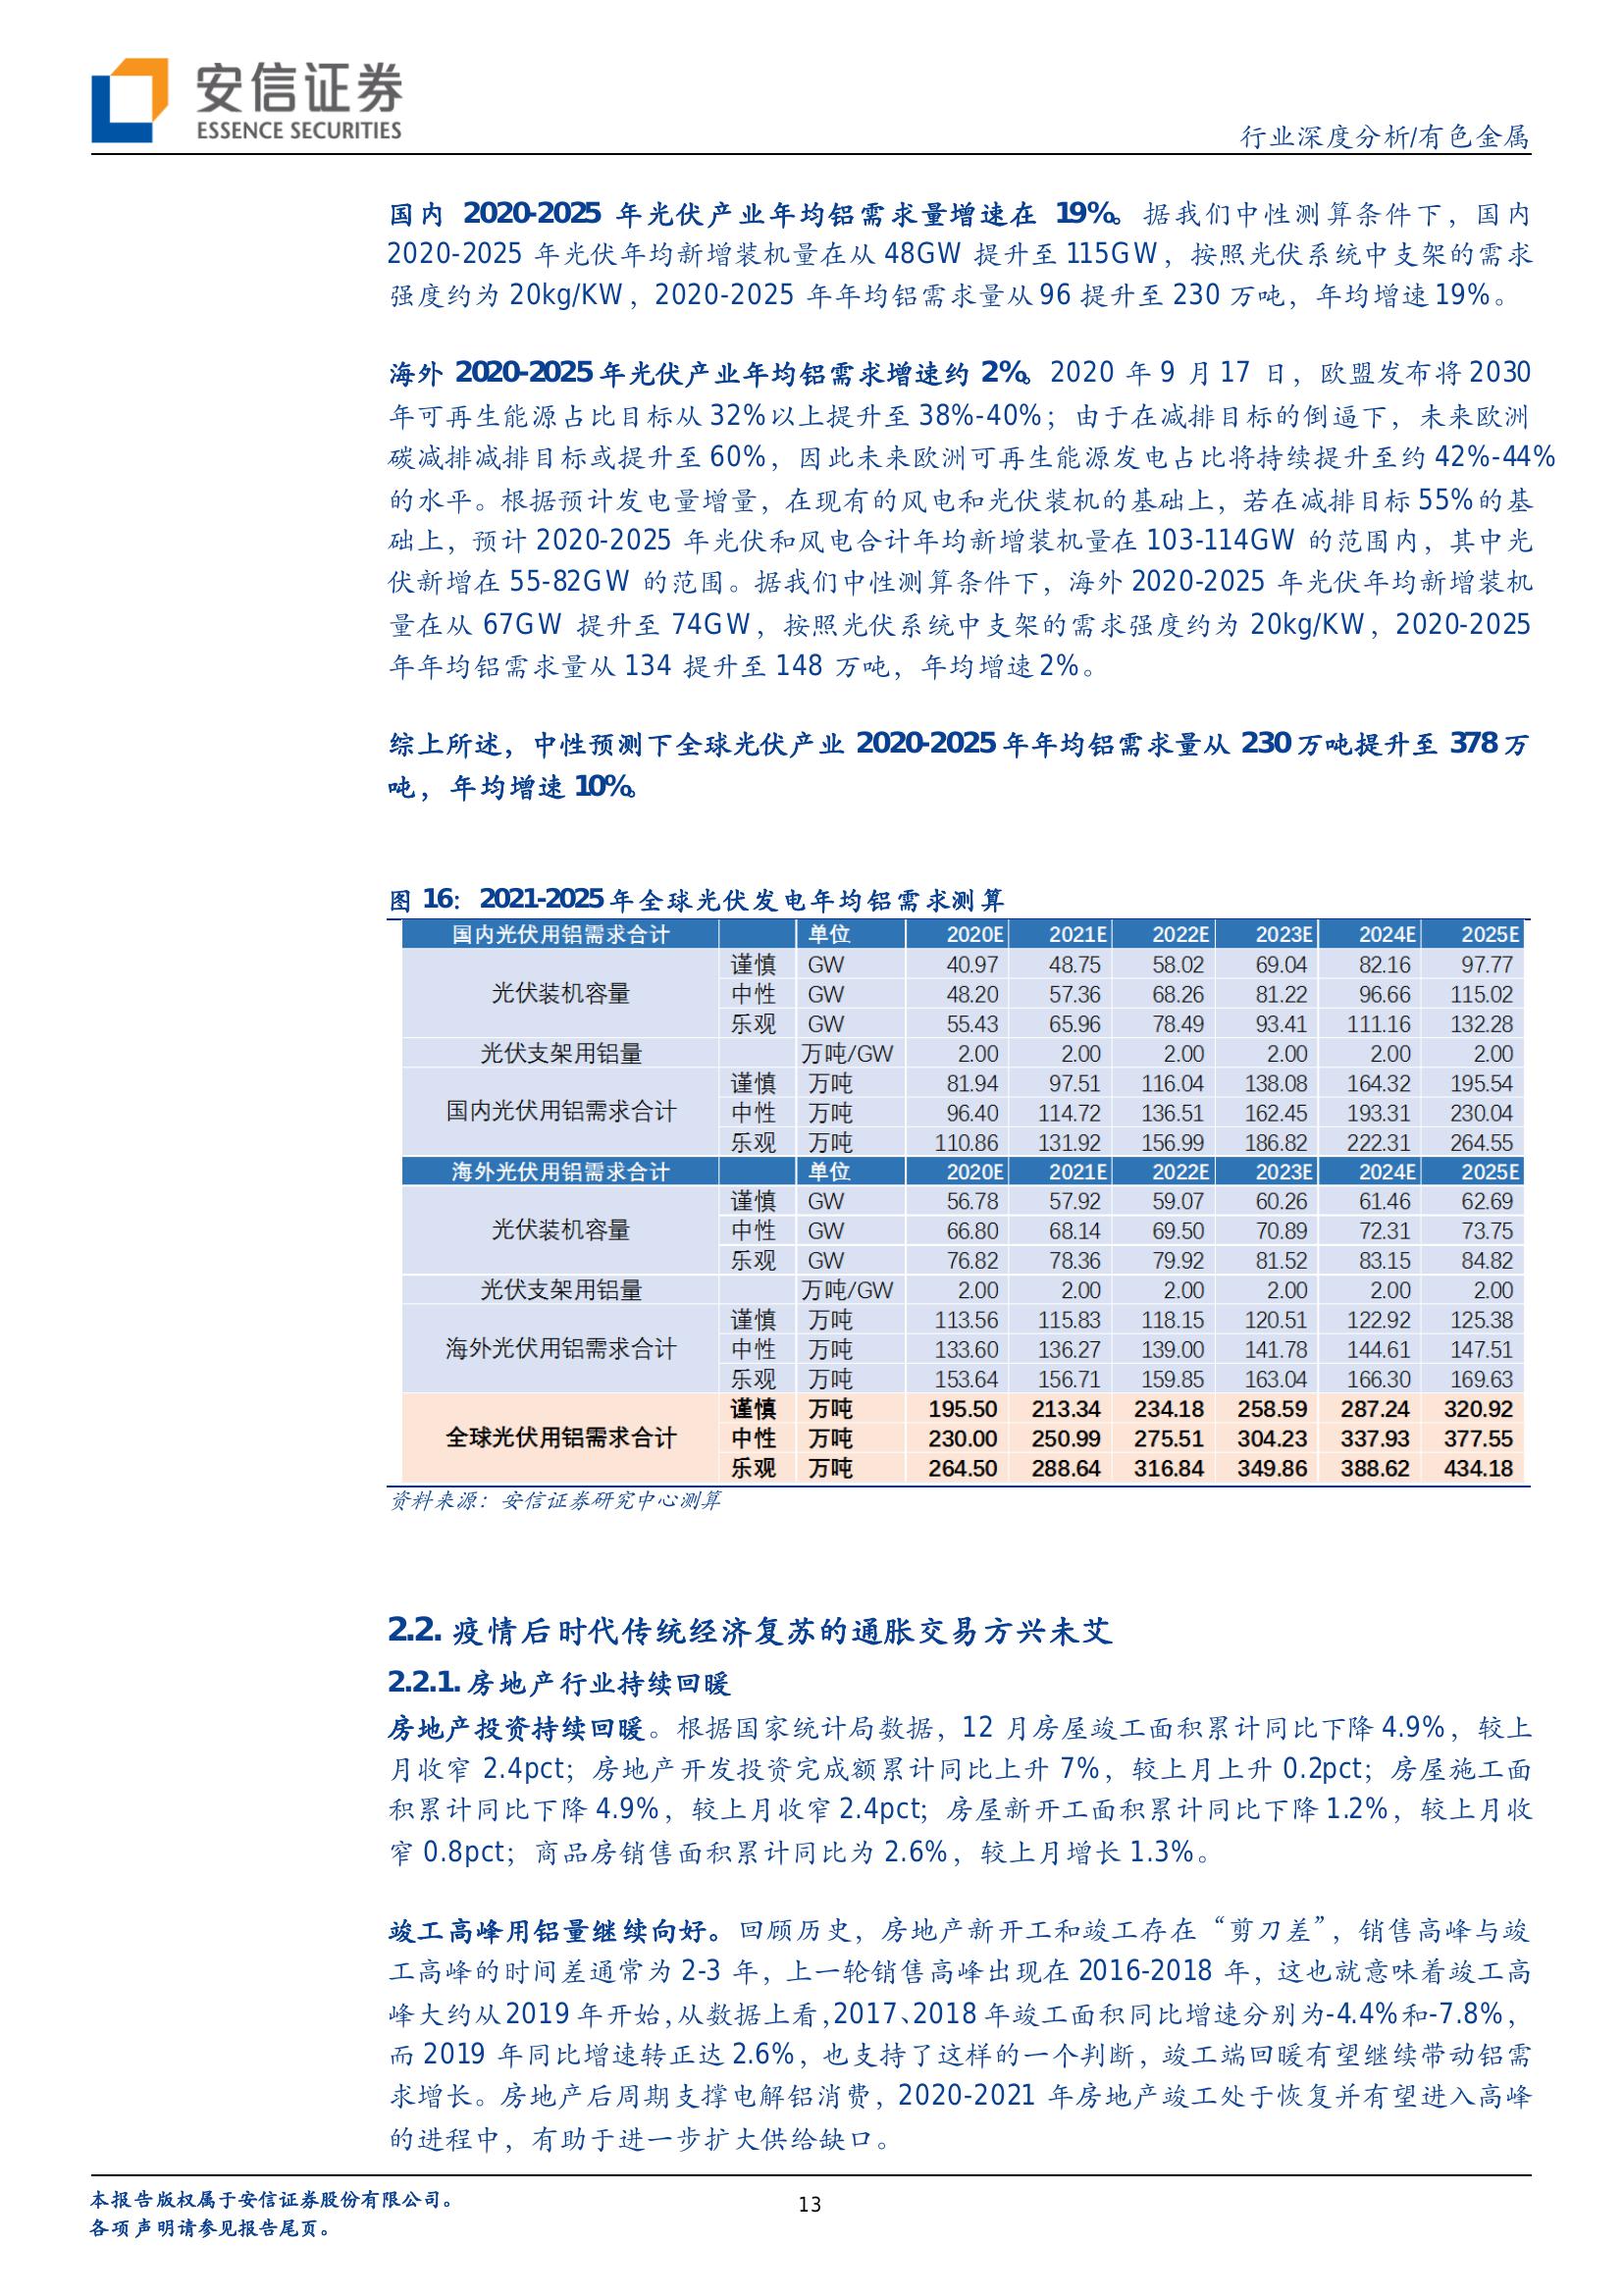 安信证券
ESSENCE SECURITIES
行业深度分析/有色金属
国内 2020-2025 年光伏产业年均铝需求量增速在 19%。据我们中性测算条件下，国内
2020-2025 年光伏年均新增装机量在从 48GW 提升至 115GW，按照光伏系统中支架的需求
强度约为 20kg/KW，2020-2025 年年均铝需求量从 96 提升至 230 万吨，年均增速 19%。
海外 2020-2025 年光伏产业年均铝需求增速约 2%。2020 年 9 月 17 日，欧盟发布将 2030
年可再生能源占比目标从 32%以上提升至 38%-40%；由于在减排目标的倒逼下，未来欧洲
碳减排减排目标或提升至 60%，因此未来欧洲可再生能源发电占比将持续提升至约 42%-44%
的水平。根据预计发电量增量，在现有的风电和光伏装机的基础上，若在减排目标 55%的基
础上，预计 2020-2025 年光伏和风电合计年均新增装机量在 103-114GW 的范围内，其中光
伏新增在 55-82GW 的范围。据我们中性测算条件下，海外 2020-2025 年光伏年均新增装机
量在从 67GW 提升至 74GW，按照光伏系统中支架的需求强度约为 20kg/KW，2020-2025
年年均铝需求量从 134 提升至 148 万吨，年均增速 2%。
综上所述，中性预测下全球光伏产业 2020-2025 年年均铝需求量从 230 万吨提升至 378 万
吨，年均增速 10%。
图 16：2021-2025 年全球光伏发电年均铝需求测算
国内光伏用铝需求合计 单位 2020E 2021E 2022E 2023E 2024E 2025E
光伏装机容量 谨慎 GW 40.97 48.75 58.02 69.04 82.16 97.77
中性 GW 48.20 57.36 68.26 81.22 96.66 115.02
乐观 GW 55.43 65.96 78.49 93.41 111.16 132.28
光伏支架用铝量 万吨/GW 2.00 2.00 2.00 2.00 2.00 2.00
国内光伏用铝需求合计 谨慎 万吨 81.94 97.51 116.04 138.08 164.32 195.54
中性 万吨 96.40 114.72 136.51 162.45 193.31 230.04
乐观 万吨 110.86 131.92 156.99 186.82 222.31 264.55
海外光伏用铝需求合计 单位 2020E 2021E 2022E 2023E 2024E 2025E
光伏装机容量 谨慎 GW 56.78 57.92 59.07 60.26 61.46 62.69
中性 GW 66.80 68.14 69.50 70.89 72.31 73.75
乐观 GW 76.82 78.36 79.92 81.52 83.15 84.82
光伏支架用铝量 万吨/GW 2.00 2.00 2.00 2.00 2.00 2.00
海外光伏用铝需求合计 谨慎 万吨 113.56 115.83 118.15 120.51 122.92 125.38
中性 万吨 133.60 136.27 139.00 141.78 144.61 147.51
乐观 万吨 153.64 156.71 159.85 163.04 166.30 169.63
全球光伏用铝需求合计 谨慎 万吨 195.50 213.34 234.18 258.59 287.24 320.92
中性 万吨 230.00 250.99 275.51 304.23 337.93 377.55
乐观 万吨 264.50 288.64 316.84 349.86 388.62 434.18
资料来源：安信证券研究中心测算
2.2. 疫情后时代传统经济复苏的通胀交易方兴未艾
2.2.1. 房地产行业持续回暖
房地产投资持续回暖。根据国家统计局数据，12 月房屋竣工面积累计同比下降 4.9%，较上
月收窄 2.4pct；房地产开发投资完成额累计同比上升 7%，较上月上升 0.2pct；房屋施工面
积累计同比下降 4.9%，较上月收窄 2.4pct；房屋新开工面积累计同比下降 1.2%，较上月收
窄 0.8pct；商品房销售面积累计同比为 2.6%，较上月增长 1.3%。
竣工高峰用铝量继续向好。回顾历史，房地产新开工和竣工存在“剪刀差”，销售高峰与竣
工高峰的时间差通常为 2-3 年，上一轮销售高峰出现在 2016-2018 年，这也就意味着竣工高
峰大约从 2019 年开始，从数据上看，2017、2018 年竣工面积同比增速分别为-4.4%和-7.8%，
而 2019 年同比增速转正达 2.6%，也支持了这样的一个判断，竣工端回暖有望继续带动铝需
求增长。房地产后周期支撑电解铝消费，2020-2021 年房地产竣工处于恢复并有望进入高峰
的进程中，有助于进一步扩大供给缺口。
本报告版权属于安信证券股份有限公司。
各项声明请参见报告尾页。
13